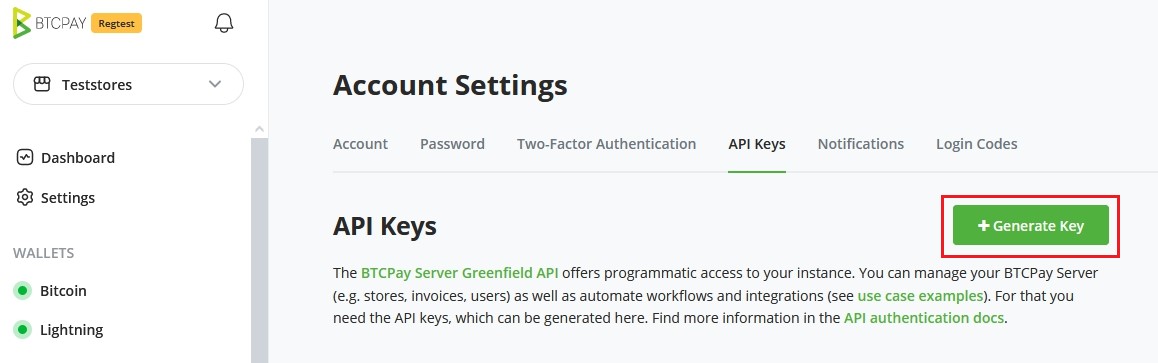 BTCPAY Regtest
Teststores
Dashboard
Settings
WALLETS
Bitcoin
Lightning
Account Settings
Account Password Two-Factor Authentication API Keys Notifications Login Codes
API Keys
+ Generate Key
The BTCPay Server Greenfield API offers programmatic access to your instance. You can manage your BTCPay Server
(e.g. stores, invoices, users) as well as automate workflows and integrations (see use case examples). For that you
need the API keys, which can be generated here. Find more information in the API authentication docs.